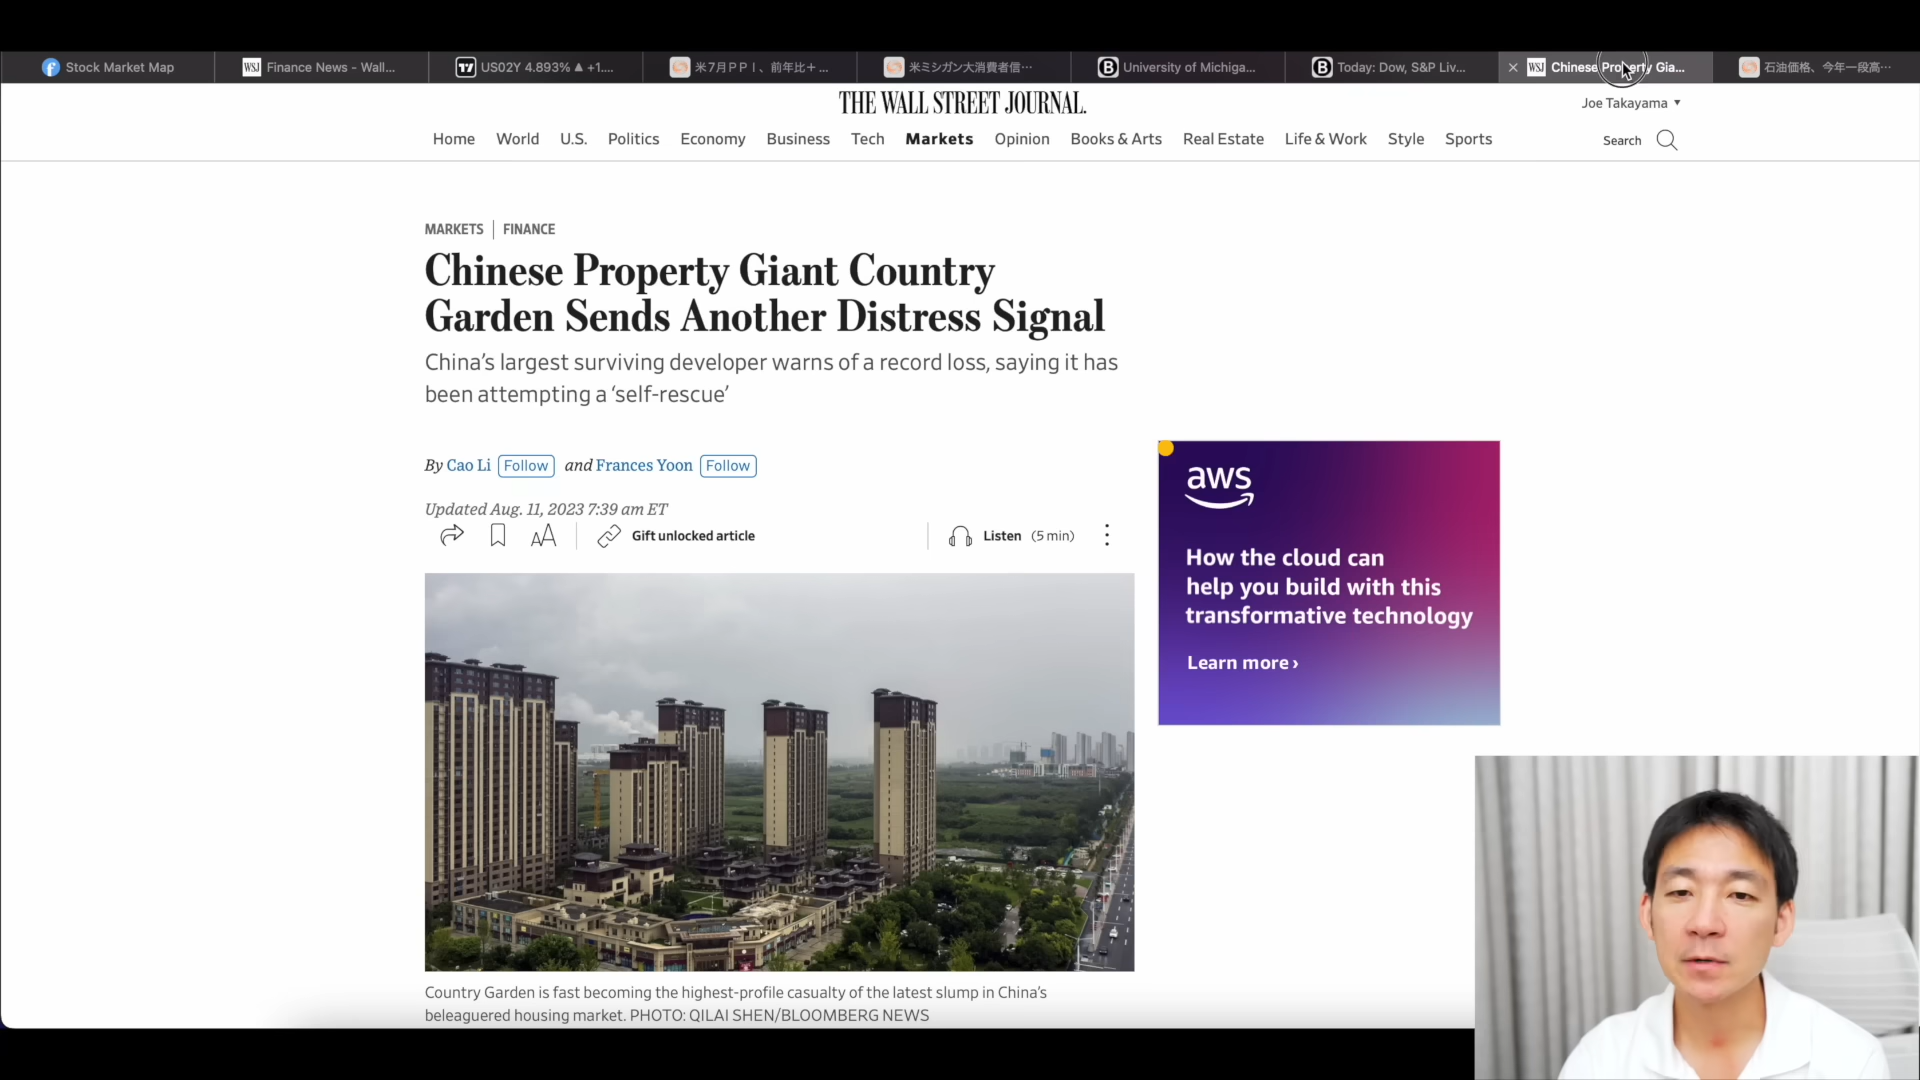 Stock Market Map
WSJ Finance News - Wall...
US02Y 4.893% ▲ +1....
米7月ＰＰＩ、前年比＋...
米ミシガン大消費者信...
B University of Michiga...
B Today: Dow, S&P Liv...
WSJ Chinese Property Gia...
石油価格、今年一段高...
THE WALL STREET JOURNAL.
Joe Takayama
Home World U.S. Politics Economy Business Tech Markets Opinion Books & Arts Real Estate Life & Work Style Sports
Search
MARKETS | FINANCE
Chinese Property Giant Country
Garden Sends Another Distress Signal
China's largest surviving developer warns of a record loss, saying it has
been attempting a 'self-rescue'
By Cao Li Follow and Frances Yoon Follow
Updated Aug. 11, 2023 7:39 am ET
AA Gift unlocked article
Listen (5 min)
aws
How the cloud can
help you build with this
transformative technology
Learn more ›
Country Garden is fast becoming the highest-profile casualty of the latest slump in China's
beleaguered housing market. PHOTO: QILAI SHEN/BLOOMBERG NEWS